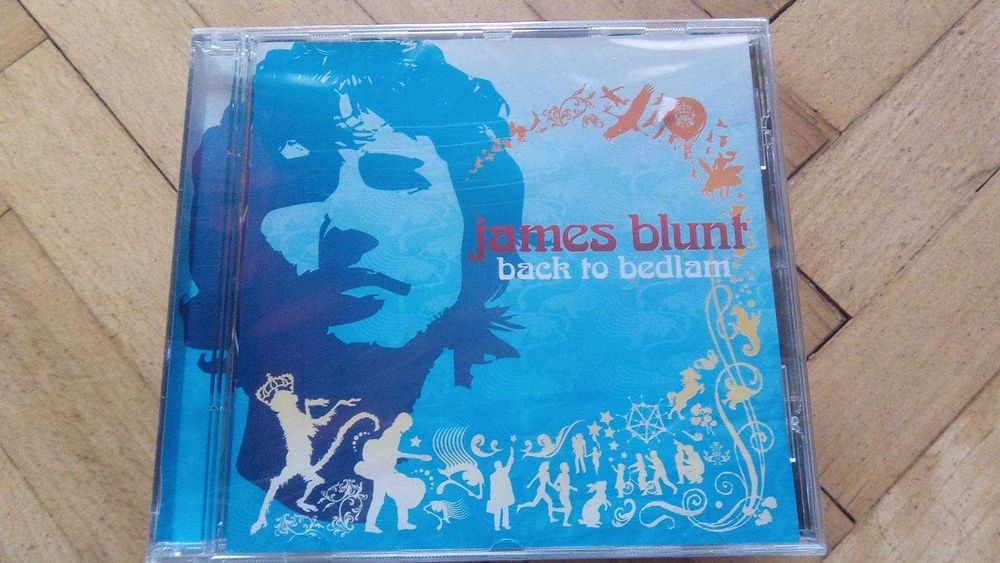 james blunt
back to bedlam